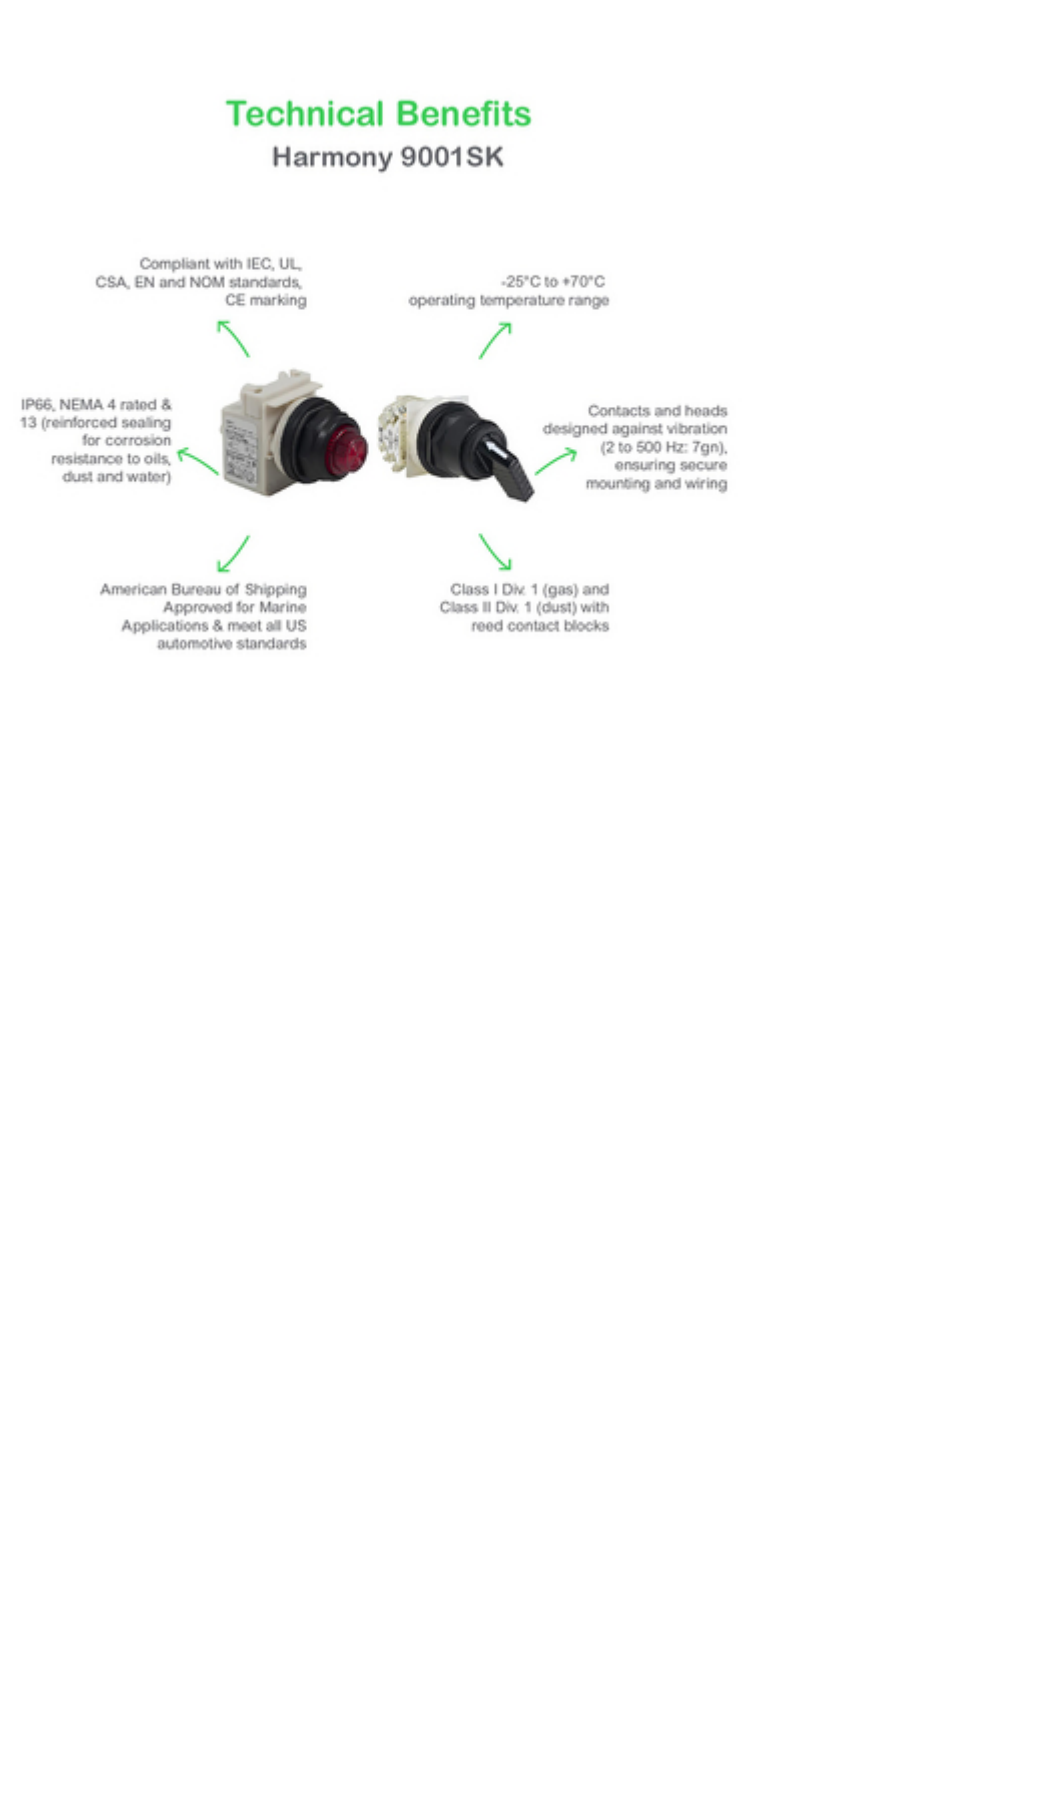 Technical Benefits
Harmony 9001SK
Compliant with IEC, UL,
CSA, EN and NOM standards,
CE marking
-25°C to +70°C
operating temperature range
IP66, NEMA 4 rated &
13 (reinforced sealing
for corrosion
resistance to oils,
dust and water)
Contacts and heads
designed against vibration
(2 to 500 Hz: 7gn),
ensuring secure
mounting and wiring
American Bureau of Shipping
Approved for Marine
Applications & meet all US
automotive standards
Class I Div. 1 (gas) and
Class II Div. 1 (dust) with
reed contact blocks